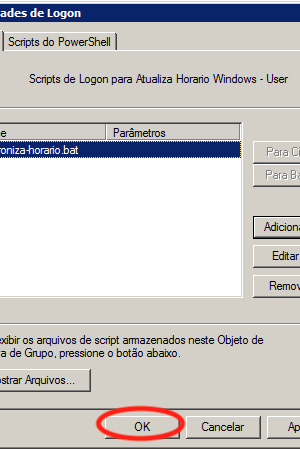 ades de Logon
Scripts do PowerShell
Scripts de Logon para Atualiza Horario Windows - User
e Parâmetros
roniza-horario.bat
Para Ci
Para Ba
Adiciona
Editar
Remov
exibir os arquivos de script armazenados neste Objeto de
va de Grupo, pressione o botão abaixo.
ostrar Arquivos...
OK Cancelar Ap